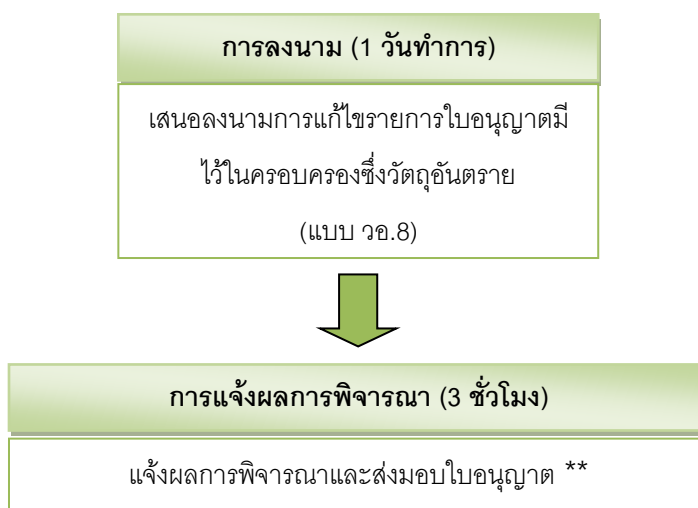 การลงนาม (1 วันทำการ)
เสนอลงนามการแก้ไขรายการใบอนุญาตมี
ไว้ในครอบครองซึ่งวัตถุอันตราย
(แบบ วอ.8)
การแจ้งผลการพิจารณา (3 ชั่วโมง)
แจ้งผลการพิจารณาและส่งมอบใบอนุญาต **